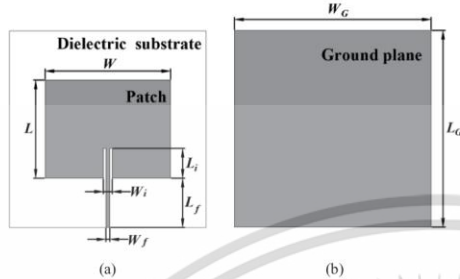 Dielectric substrate
W
Patch
L
L_i
W_i
L_f
W_f
(a)
W_G
Ground plane
L_G
(b)